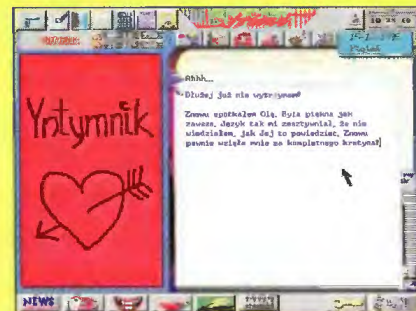 Yntymnik
Ahhh...
Dłużej już nie wytrzymam!
Znowu spotkałem Olę. Była piękna jak
zawsze. Język tak mi zesztywniał, że nie
wiedziałem, jak Jej to powiedzieć. Znowu
pewnie wzięła mnie za kompletnego kretyna!
NEWS